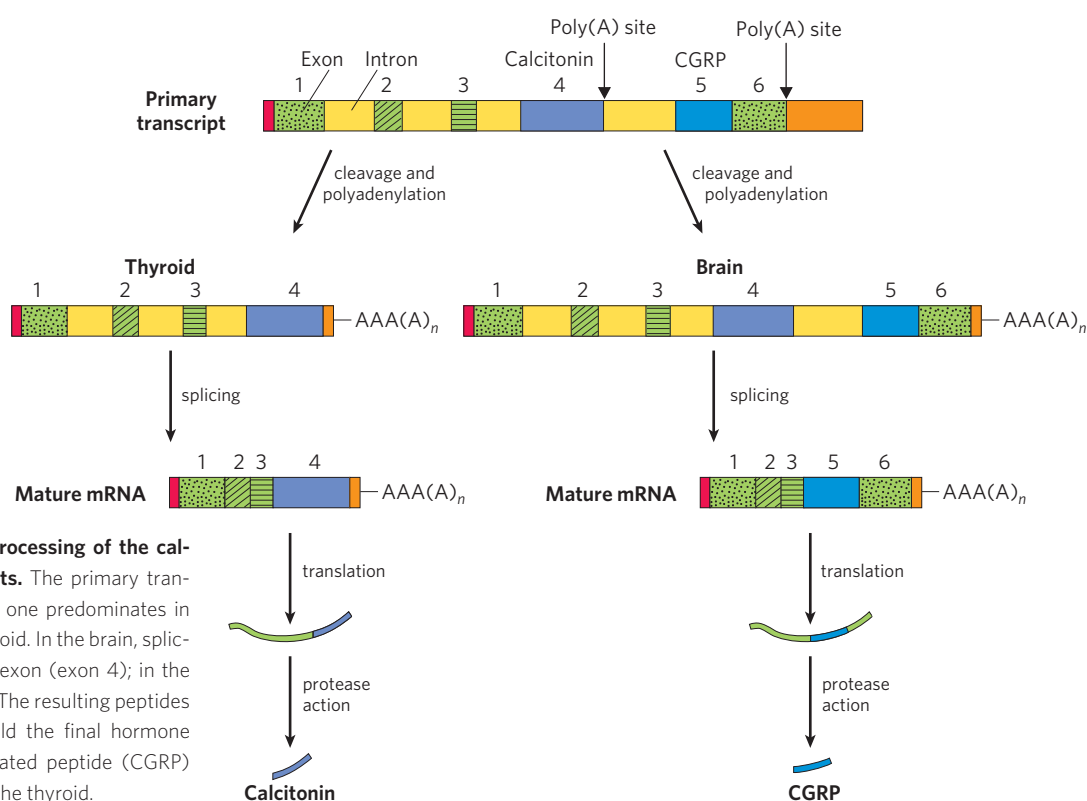 Poly(A) site
Poly(A) site
Exon Intron Calcitonin CGRP
1 2 3 4 5 6
Primary
transcript
cleavage and
polyadenylation
cleavage and
polyadenylation
Thyroid
1 2 3 4
AAA(A)n
Brain
1 2 3 4 5 6
AAA(A)n
splicing
splicing
1 2 3 4
Mature mRNA
AAA(A)n
1 2 3 5 6
Mature mRNA
AAA(A)n
rocessing of the cal-
ts. The primary tran-
one predominates in
oid. In the brain, splic-
exon (exon 4); in the
The resulting peptides
ld the final hormone
ated peptide (CGRP)
he thyroid.
translation
protease
action
Calcitonin
translation
protease
action
CGRP